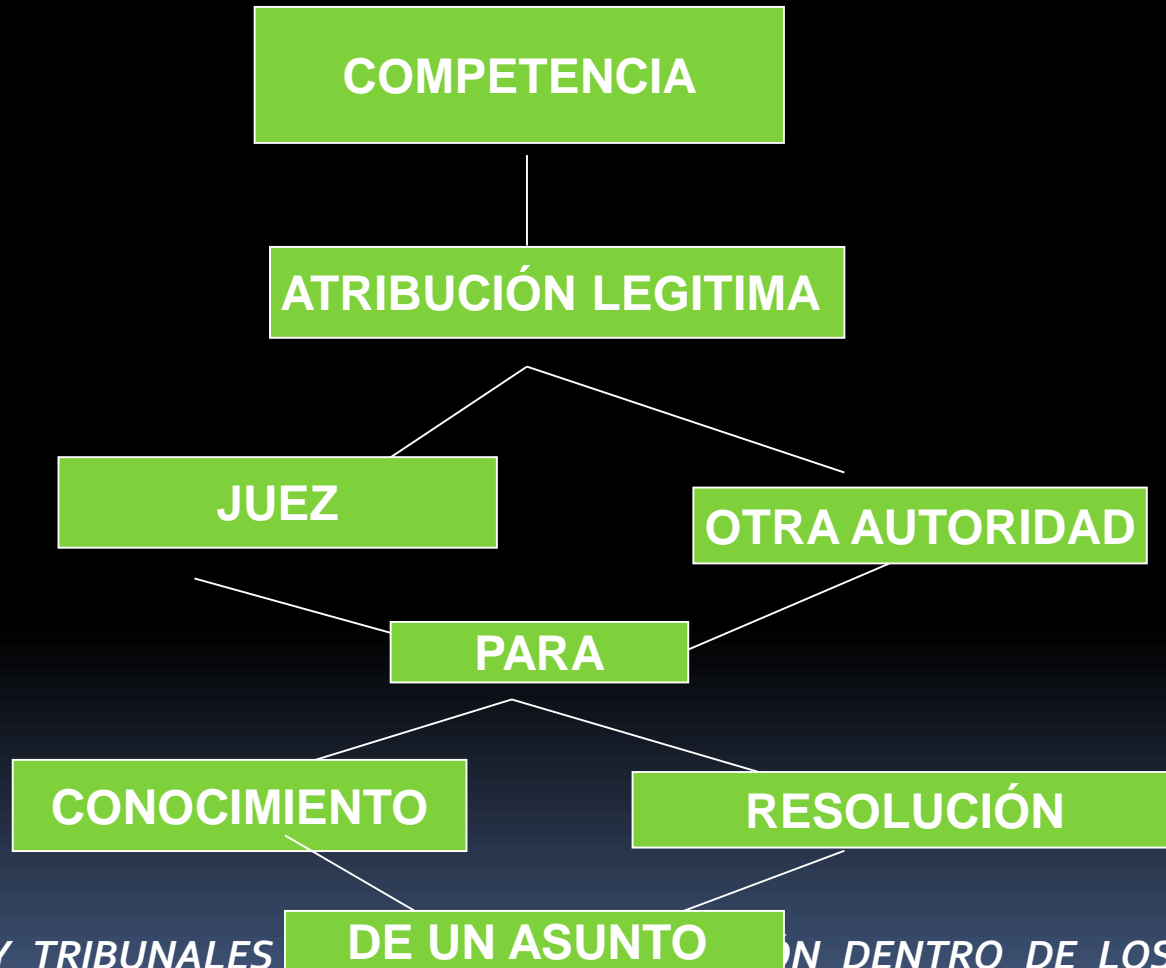 COMPETENCIA
ATRIBUCIÓN LEGITIMA
JUEZ
OTRA AUTORIDAD
PARA
CONOCIMIENTO
RESOLUCIÓN
DE UN ASUNTO
Y TRIBUNALES DENTRO DE LOS